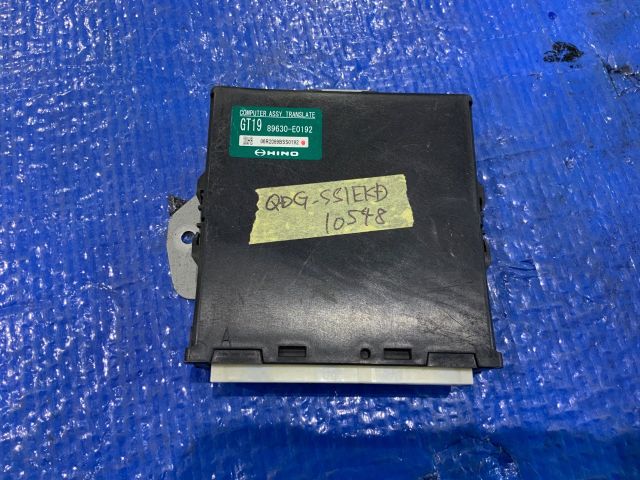 COMPUTER ASSY TRANSLATE
GT19 89630-E0192
HINO
QDG-SS1EKD
10548
A